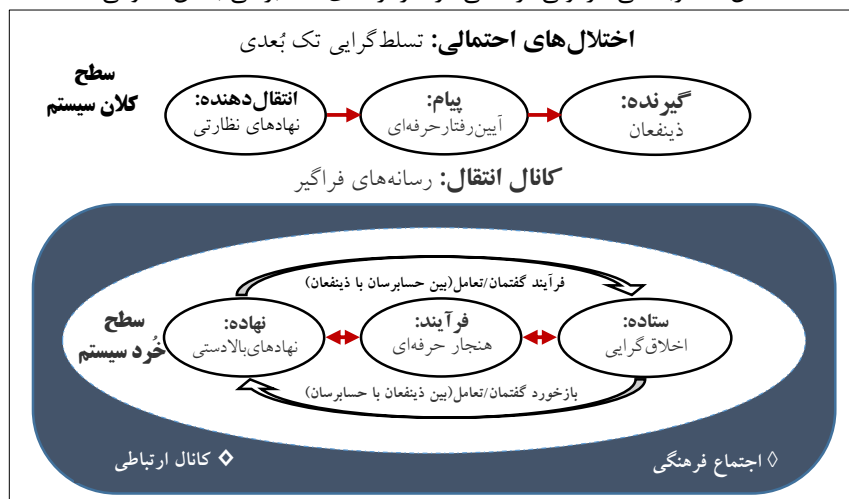 اختلال‌های احتمالی: تسلط‌گرایی تک بُعدی
سطح
کلان سیستم
گیرنده:
ذینفعان
پیام:
آیین‌رفتارحرفه‌ای
انتقال‌دهنده:
نهادهای نظارتی
کانال انتقال: رسانه‌های فراگیر
فرآیند گفتمان/تعامل(بین حسابرسان با ذینفعان)
سطح
خُرد سیستم
ستاده:
اخلاق‌گرایی
فرآیند:
هنجار حرفه‌ای
نهاده:
نهادهای‌بالادستی
بازخورد گفتمان/تعامل(بین ذینفعان با حسابرسان)
◊ اجتماع فرهنگی
◊ کانال ارتباطی